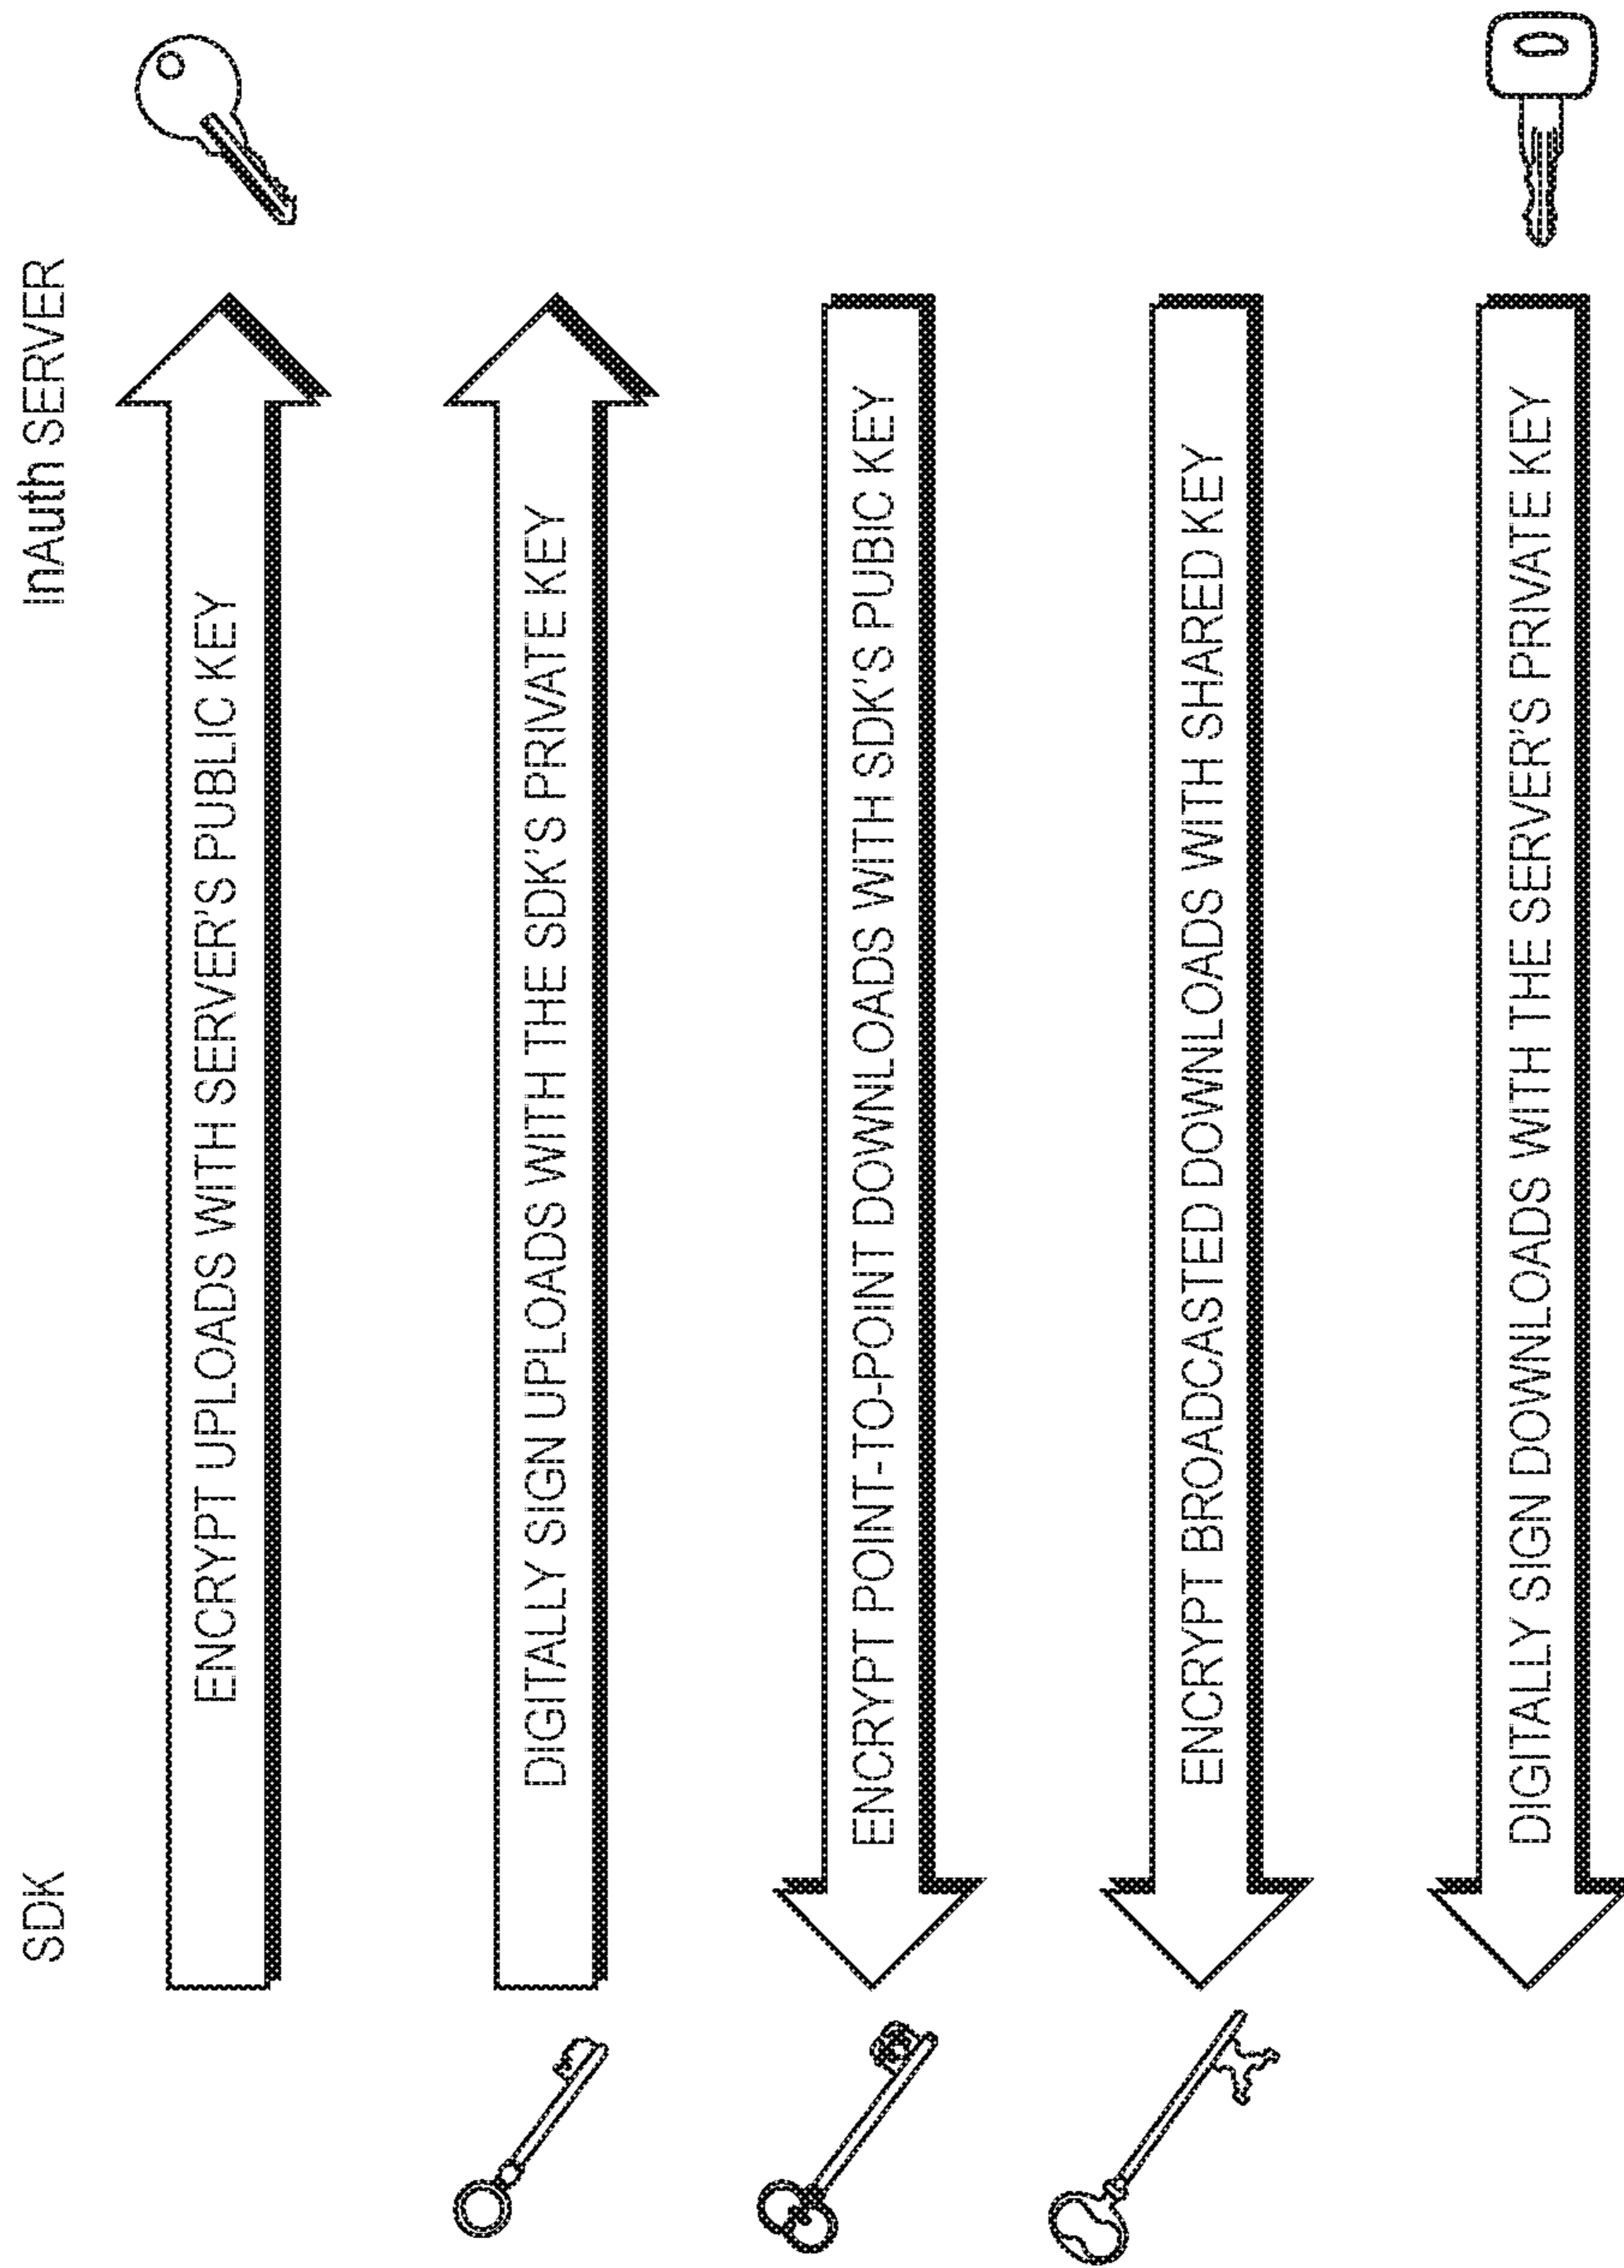 SDK
InAuth SERVER
ENCRYPT UPLOADS WITH SERVER'S PUBLIC KEY
DIGITALLY SIGN UPLOADS WITH THE SDK'S PRIVATE KEY
ENCRYPT POINT-TO-POINT DOWNLOADS WITH SDK'S PUBIC KEY
ENCRYPT BROADCASTED DOWNLOADS WITH SHARED KEY
DIGITALLY SIGN DOWNLOADS WITH THE SERVER'S PRIVATE KEY